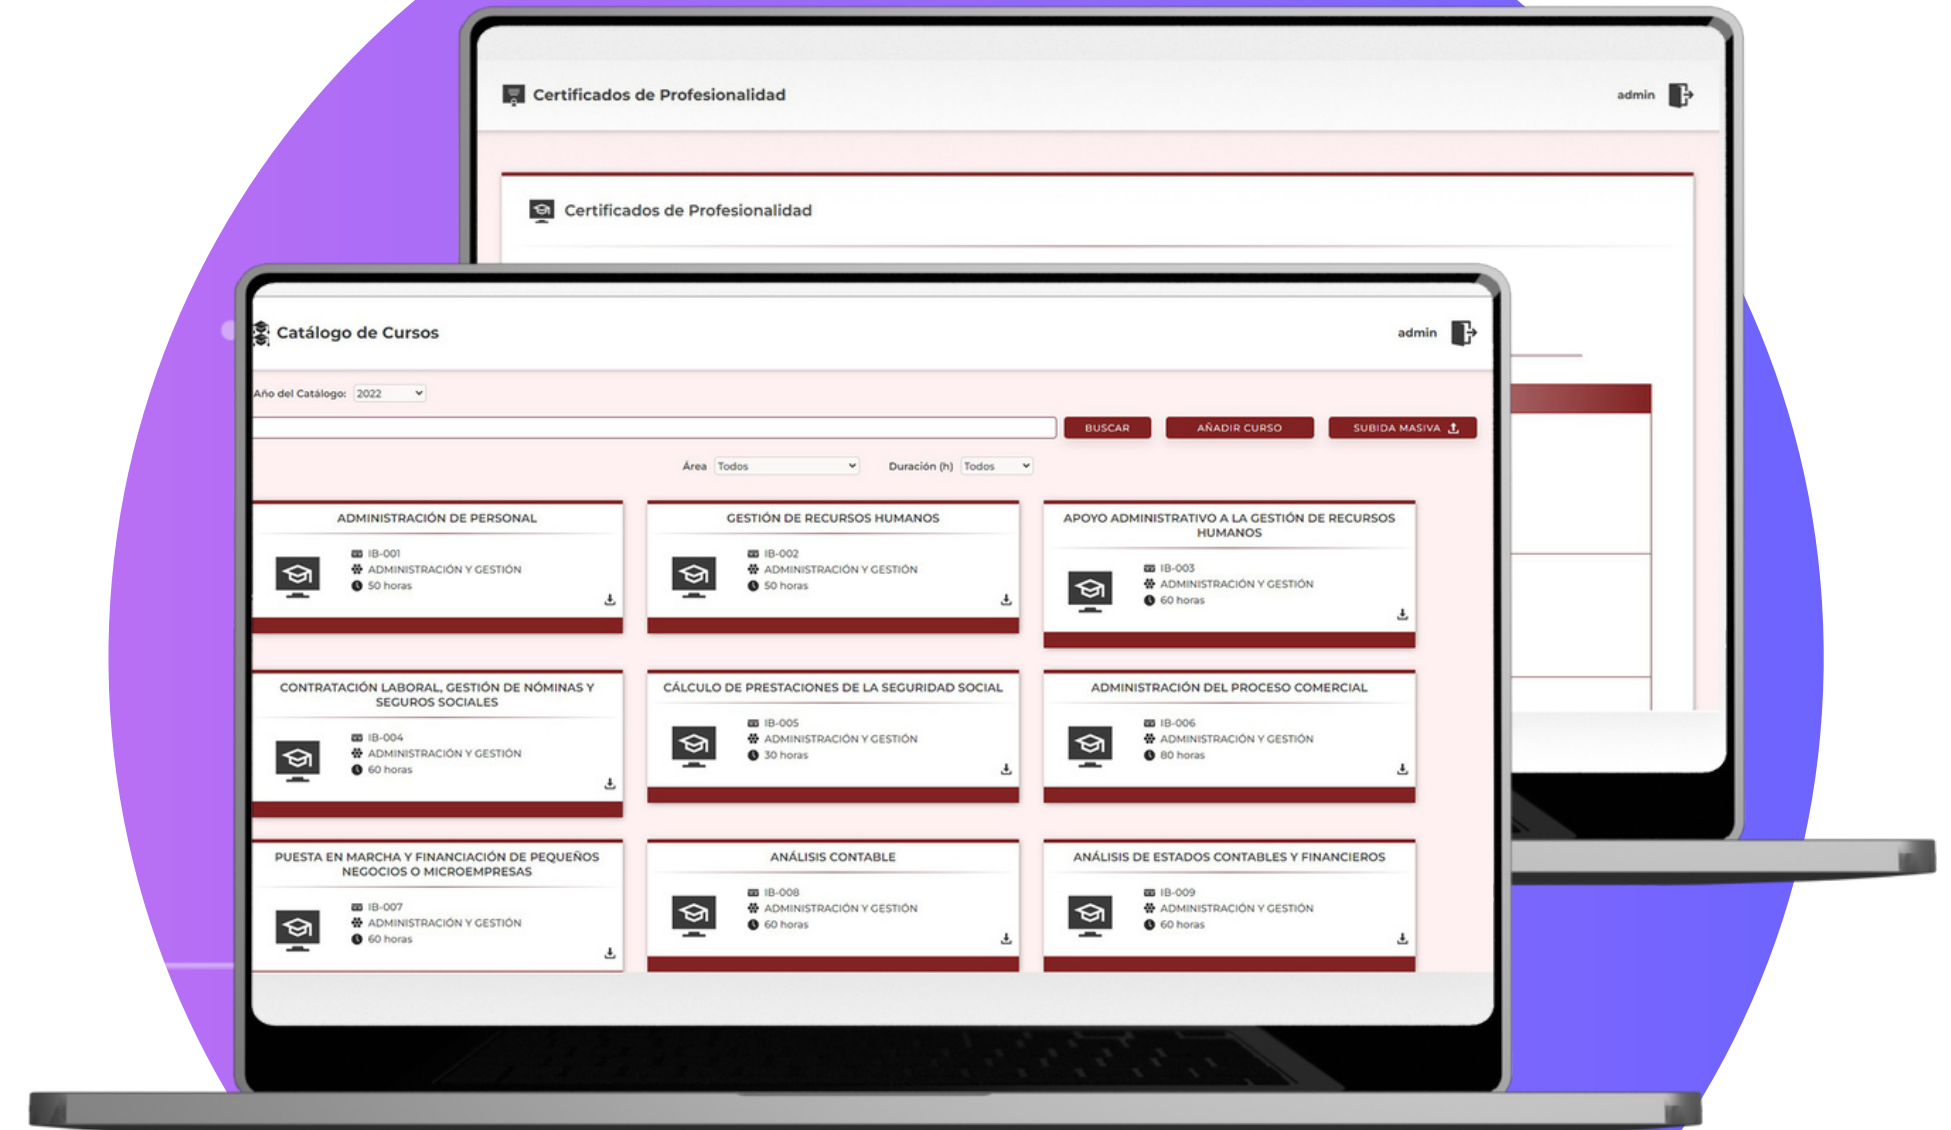 Certificados de Profesionalidad
admin
Certificados de Profesionalidad
Catálogo de Cursos
admin
Año del Catálogo: 2022
BUSCAR
AÑADIR CURSO
SUBIDA MASIVA
Área Todos
Duración (h) Todos
ADMINISTRACIÓN DE PERSONAL
IB-001
ADMINISTRACIÓN Y GESTIÓN
50 horas
GESTIÓN DE RECURSOS HUMANOS
IB-002
ADMINISTRACIÓN Y GESTIÓN
50 horas
APOYO ADMINISTRATIVO A LA GESTIÓN DE RECURSOS
HUMANOS
IB-003
ADMINISTRACIÓN Y GESTIÓN
60 horas
CONTRATACIÓN LABORAL, GESTIÓN DE NÓMINAS Y
SEGUROS SOCIALES
IB-004
ADMINISTRACIÓN Y GESTIÓN
60 horas
CÁLCULO DE PRESTACIONES DE LA SEGURIDAD SOCIAL
IB-005
ADMINISTRACIÓN Y GESTIÓN
30 horas
ADMINISTRACIÓN DEL PROCESO COMERCIAL
IB-006
ADMINISTRACIÓN Y GESTIÓN
80 horas
PUESTA EN MARCHA Y FINANCIACIÓN DE PEQUEÑOS
NEGOCIOS O MICROEMPRESAS
IB-007
ADMINISTRACIÓN Y GESTIÓN
60 horas
ANÁLISIS CONTABLE
IB-008
ADMINISTRACIÓN Y GESTIÓN
60 horas
ANÁLISIS DE ESTADOS CONTABLES Y FINANCIEROS
IB-009
ADMINISTRACIÓN Y GESTIÓN
60 horas